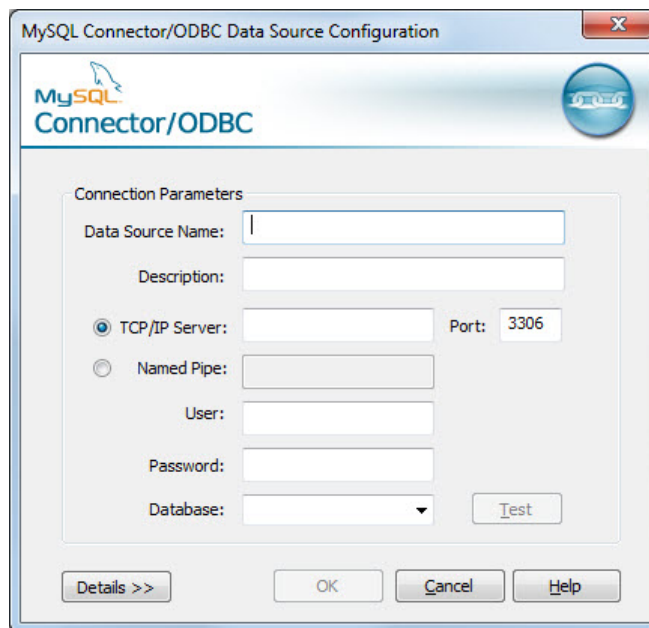 MySQL Connector/ODBC Data Source Configuration
MySQL
Connector/ODBC
Connection Parameters
Data Source Name:
Description:
TCP/IP Server:
Port: 3306
Named Pipe:
User:
Password:
Database:
Test
Details >>
OK
Cancel
Help